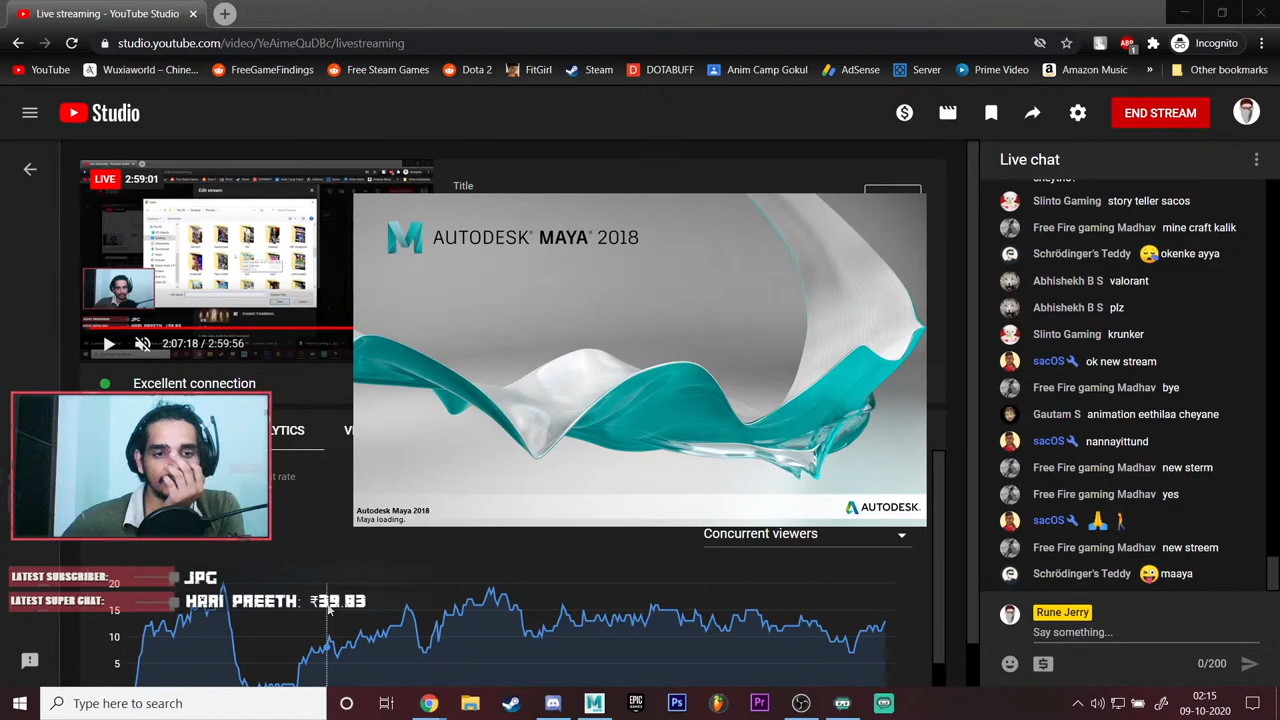 Live streaming - YouTube Studio
studio.youtube.com/video/YeAimeQuDBc/livestreaming
Incognito
YouTube
Wuxiaworld – Chine...
FreeGameFindings
Free Steam Games
Dota 2
FitGirl
Steam
DOTABUFF
Anim Camp Gokul
AdSense
Server
Prime Video
Amazon Music
»
Other bookmarks
Studio
END STREAM
LIVE 2:59:01
Title
AUTODESK® MAYA® 2018
Edit stream
JPG
2:07:18 / 2:59:56
Excellent connection
Autodesk Maya 2018
Maya loading.
AUTODESK.
Concurrent viewers
LATEST SUBSCRIBER: JPG
LATEST SUPER CHAT: HARI PREETH: ₹39.83
20
15
10
5
Live chat
Slinto Gaming story teller sacos
Free Fire gaming Madhav mine craft kalik
Schrödinger's Teddy okenke ayya
Abhishekh B S valorant
Abhishekh B S plz
Slinto Gaming krunker
sacOS ok new stream
Free Fire gaming Madhav bye
Gautam S animation eethilaa cheyane
sacOS nannayittund
Free Fire gaming Madhav new sterm
Free Fire gaming Madhav yes
sacOS
Free Fire gaming Madhav new streem
Schrödinger's Teddy maaya
Rune Jerry
Say something...
0/200
Type here to search
02:15
09-10-2020